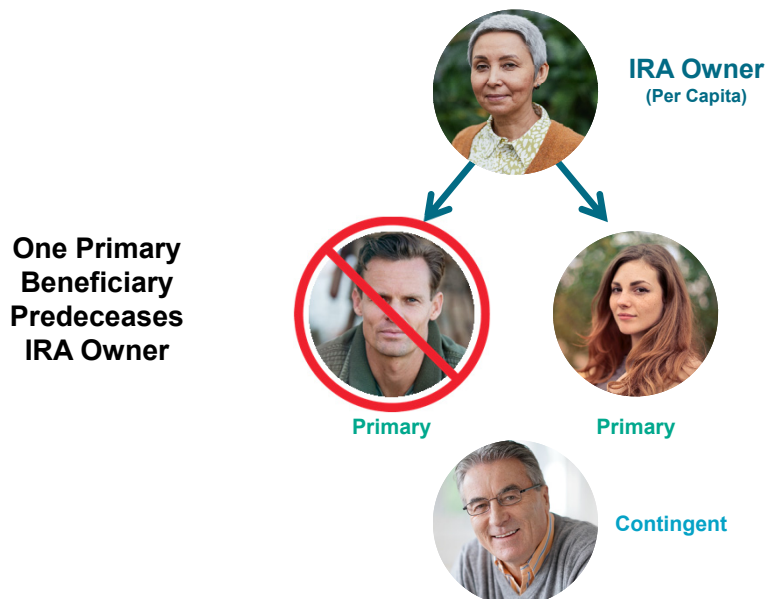 IRA Owner
(Per Capita)
One Primary
Beneficiary
Predeceases
IRA Owner
Primary
Primary
Contingent